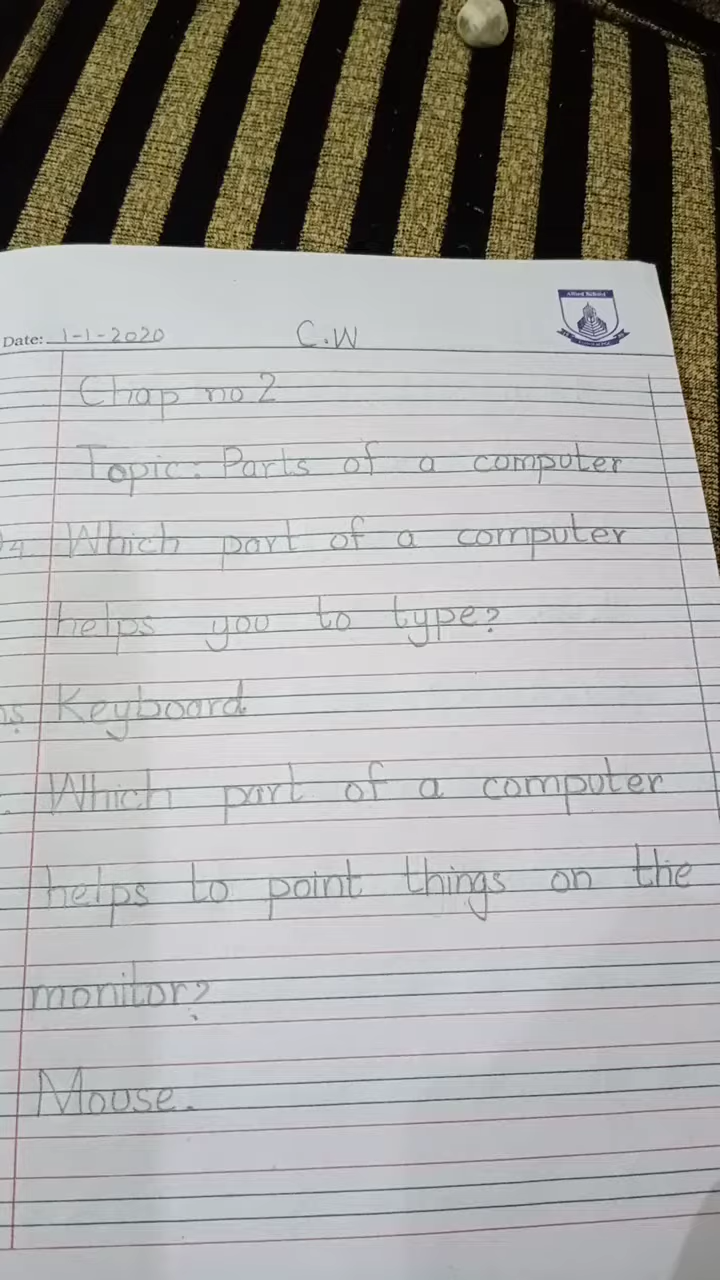 Date: 1-1-2020 C.W
Chap no 2
Topic: Parts of a computer
Which part of a computer
helps you to type?
Keyboard
Which part of a computer
helps to point things on the
monitor?
Mouse.